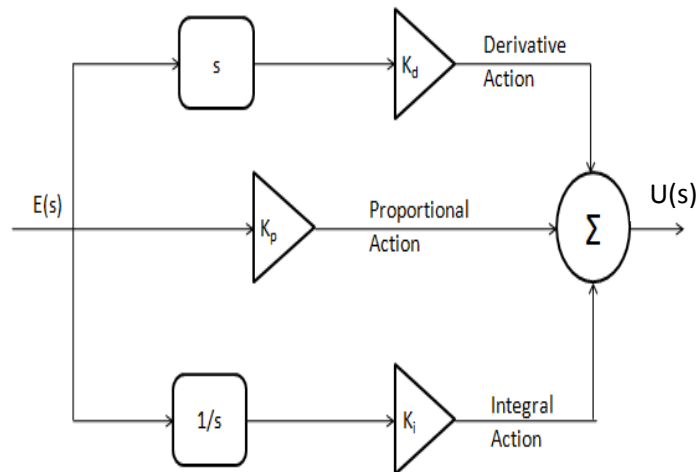 Derivative
Action
s
K_d
E(s)
Proportional
Action
K_p
Σ
U(s)
1/s
K_i
Integral
Action